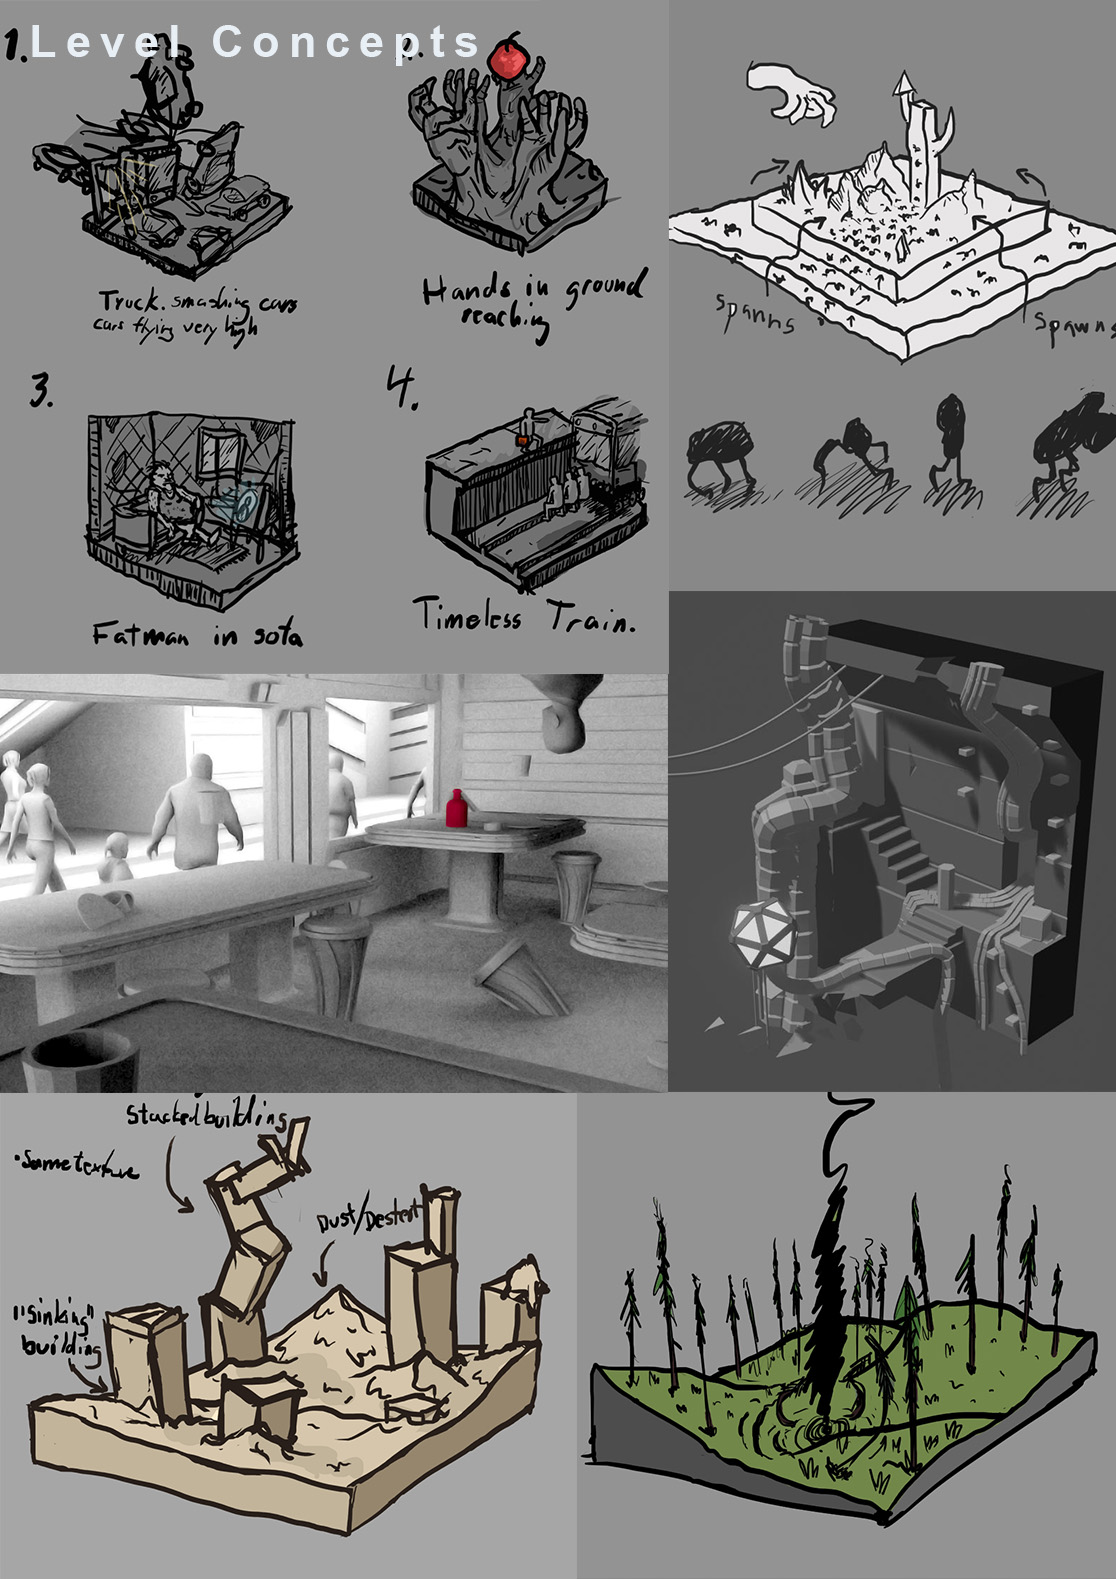 Level Concepts
1.
Truck. smashing cars
cars flying very high
Hands in ground
reaching
spawns
spawns
3.
Fatman in sofa
4.
Timeless Train.
Stacked building
• Same texture
Dust/Destert
"Sinking"
building